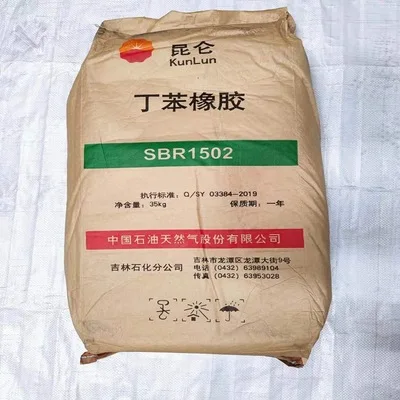 昆仑
KunLun
丁苯橡胶
SBR1502
执行标准：Q/SY 03384-2019
净含量：35kg 保质期：一年
中国石油天然气股份有限公司
吉林石化分公司
吉林市龙潭区龙潭大街9号
电话（0432）63989104
传真（0432）63953028